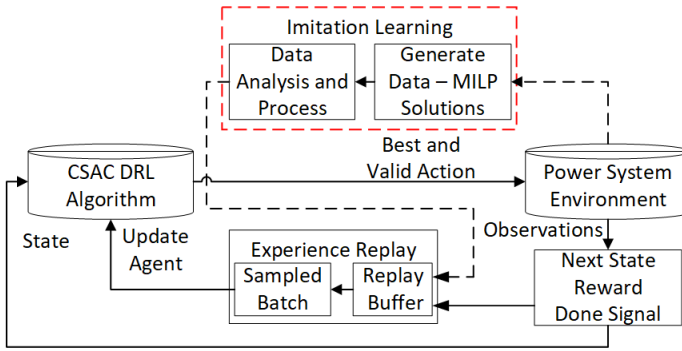 Imitation Learning
Data
Analysis and
Process
Generate
Data – MILP
Solutions
CSAC DRL
Algorithm
Best and
Valid Action
Power System
Environment
State
Update
Agent
Observations
Experience Replay
Sampled
Batch
Replay
Buffer
Next State
Reward
Done Signal